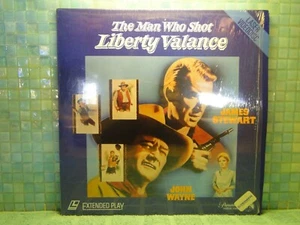 The Man Who Shot
Liberty Valance
JAMES
STEWART
JOHN
WAYNE
EXTENDED PLAY